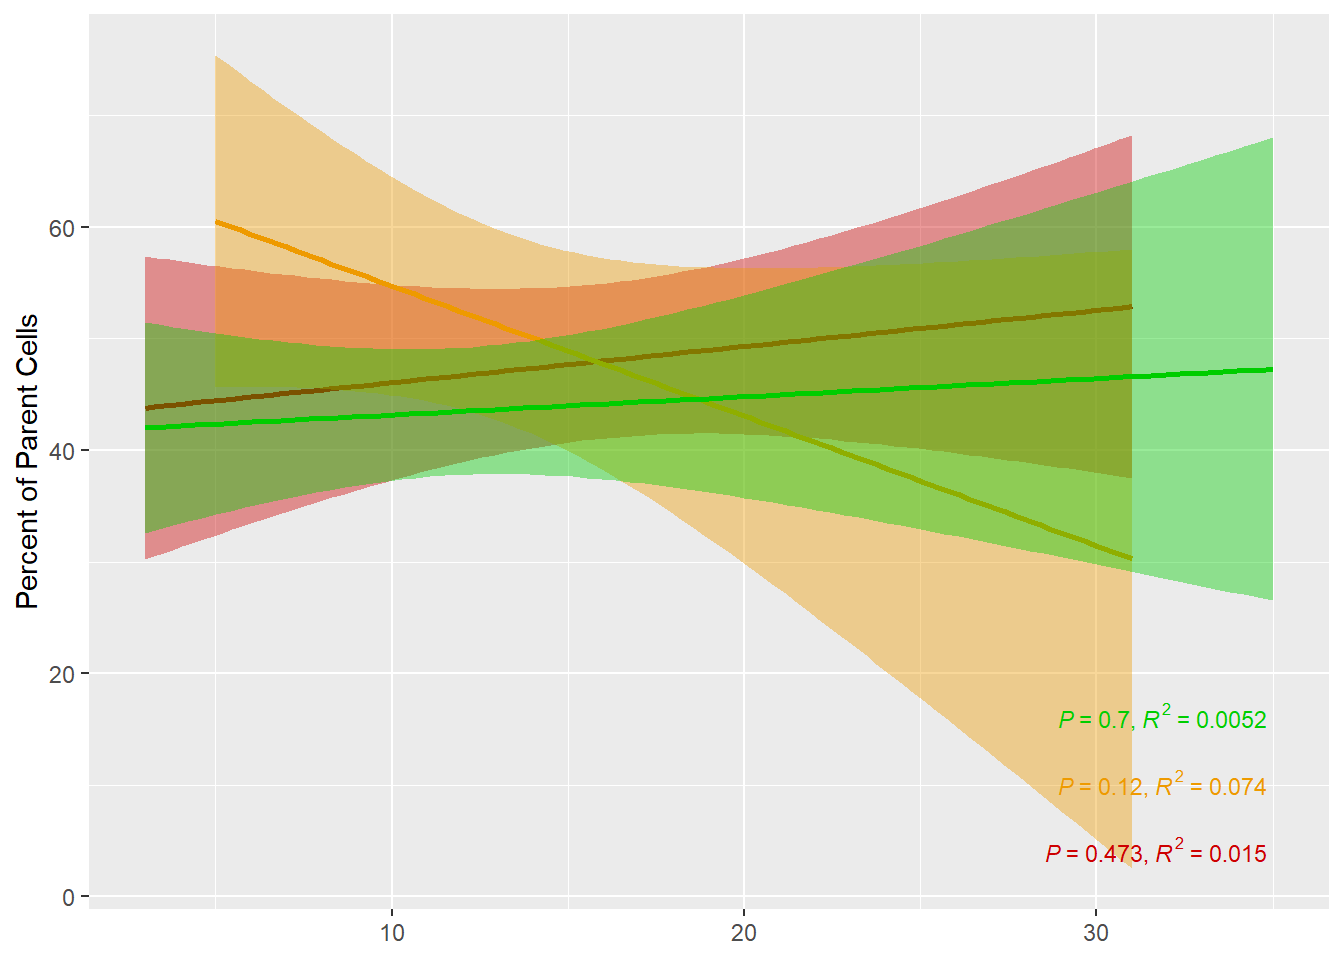 Percent of Parent Cells
60
40
20
0
10
20
30
P = 0.7, R² = 0.0052
P = 0.12, R² = 0.074
P = 0.473, R² = 0.015